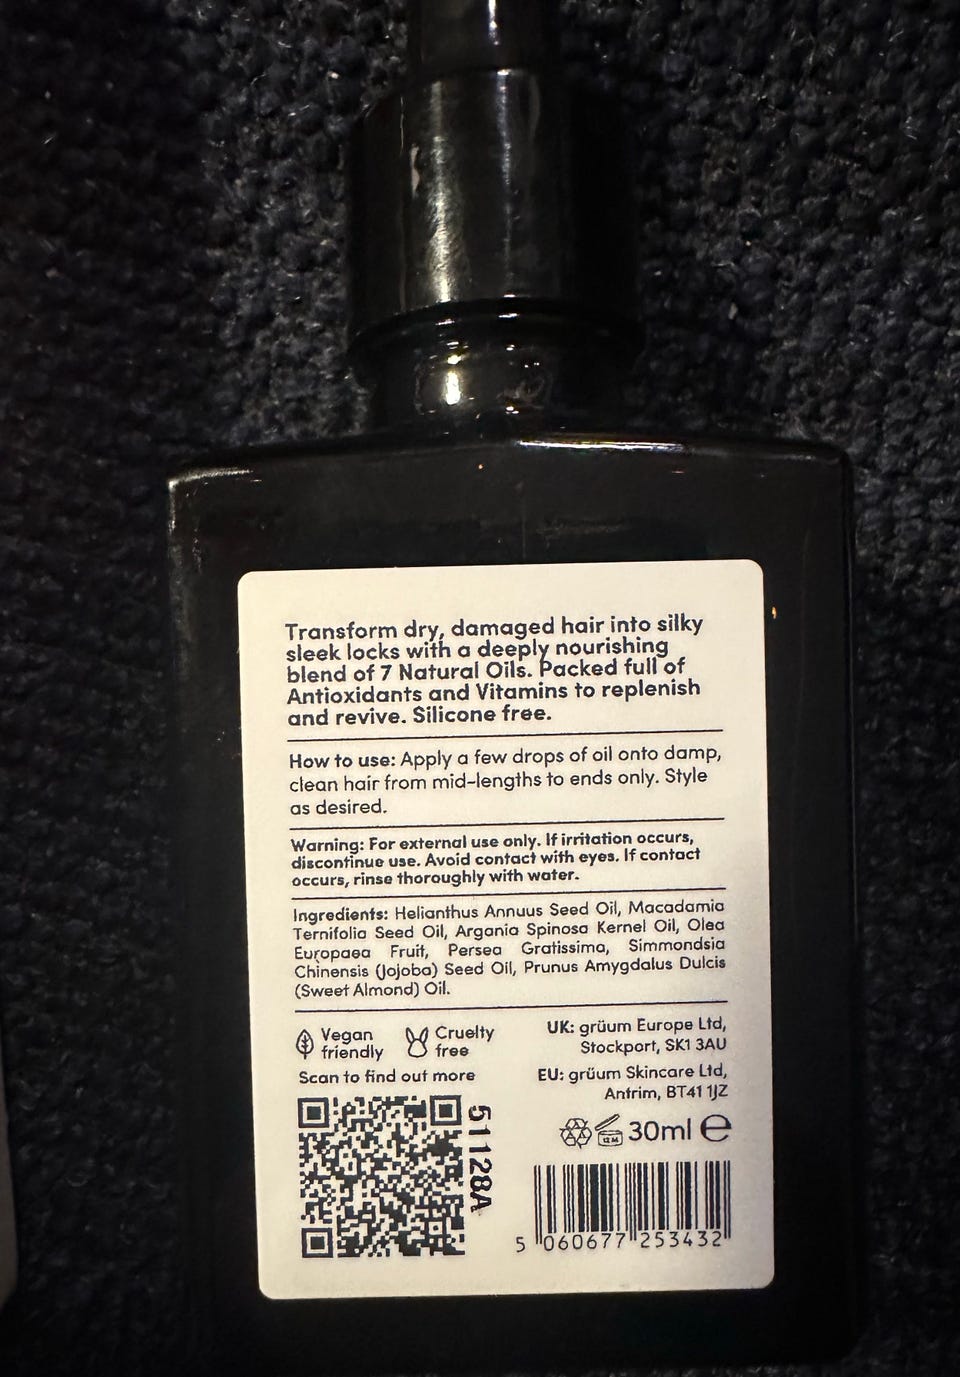 Transform dry, damaged hair into silky
sleek locks with a deeply nourishing
blend of 7 Natural Oils. Packed full of
Antioxidants and Vitamins to replenish
and revive. Silicone free.
How to use: Apply a few drops of oil onto damp,
clean hair from mid-lengths to ends only. Style
as desired.
Warning: For external use only. If irritation occurs,
discontinue use. Avoid contact with eyes. If contact
occurs, rinse thoroughly with water.
Ingredients: Helianthus Annuus Seed Oil, Macadamia
Ternifolia Seed Oil, Argania Spinosa Kernel Oil, Olea
Europaea Fruit, Persea Gratissima, Simmondsia
Chinensis (Jojoba) Seed Oil, Prunus Amygdalus Dulcis
(Sweet Almond) Oil.
Vegan
friendly
Cruelty
free
Scan to find out more
51128A
UK: grüum Europe Ltd,
Stockport, SK1 3AU
EU: grüum Skincare Ltd,
Antrim, BT41 1JZ
12 M
30ml ℮
5 060677 253432